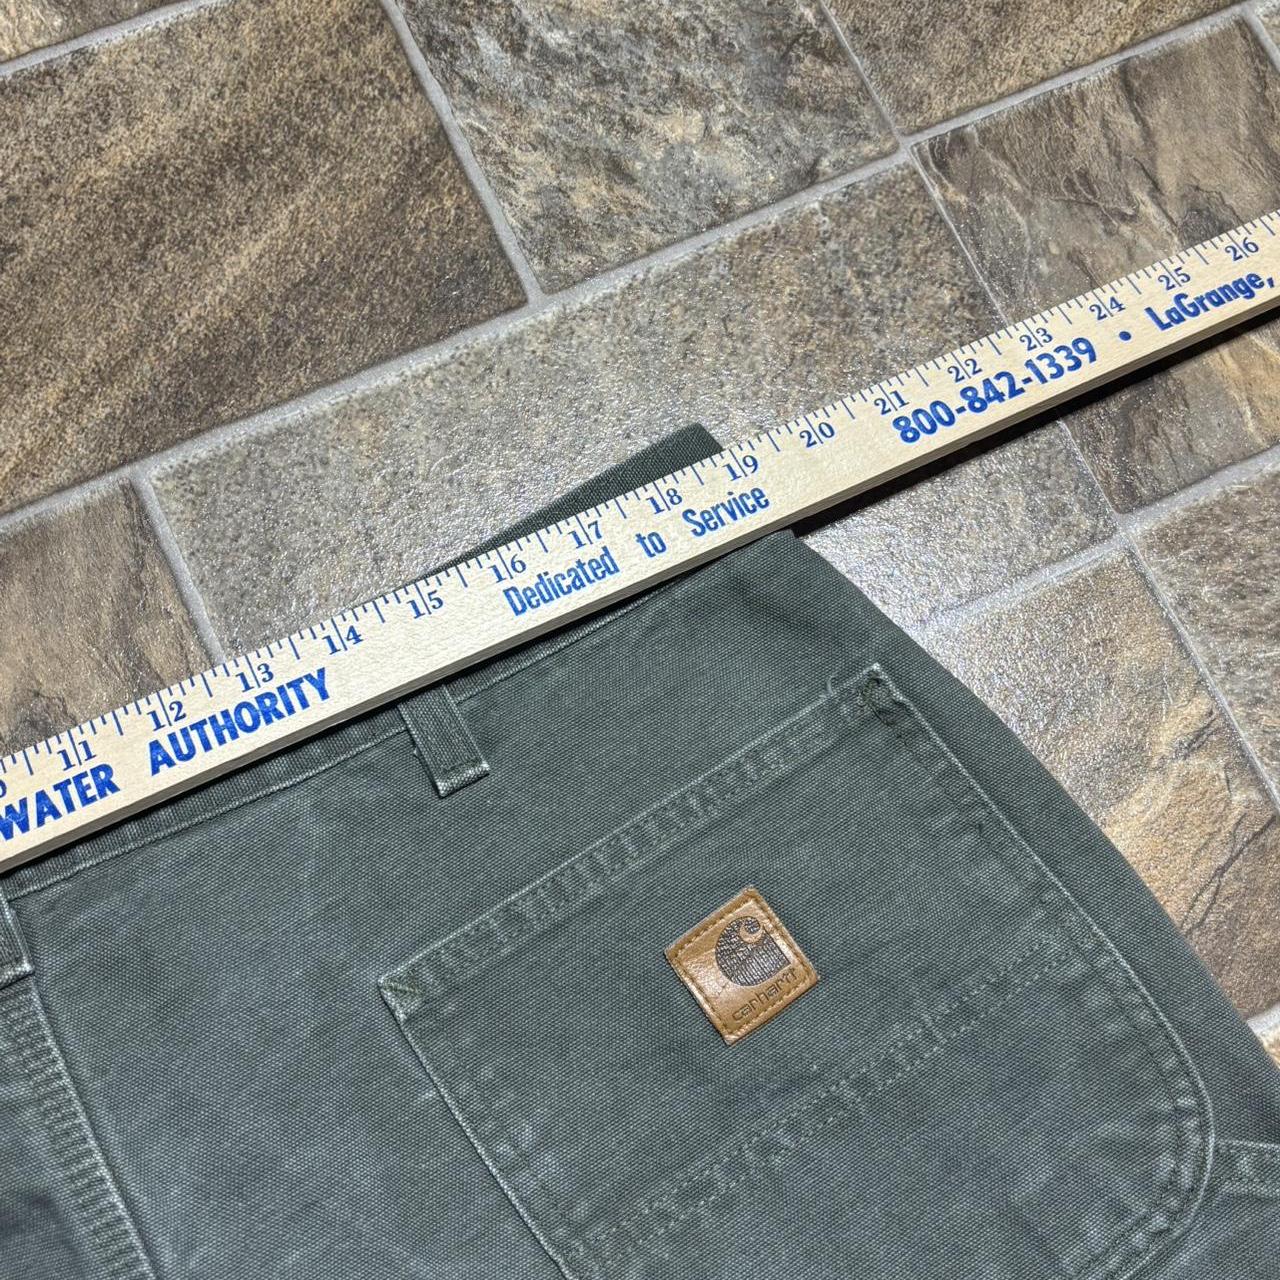 11 12 13 14 15 16 17 18 19 20 21 22 23 24 25 26
WATER AUTHORITY Dedicated to Service 800-842-1339 • LaGrange,
carhartt